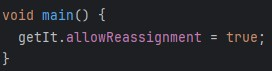 void main() {
  getIt.allowReassignment = true;
}